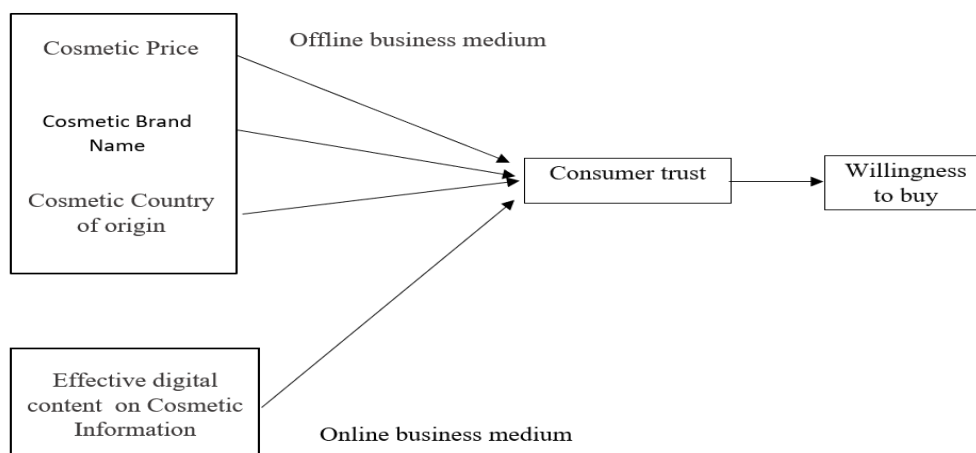 Cosmetic Price
Offline business medium
Cosmetic Brand
Name
Cosmetic Country
of origin
Consumer trust
Willingness
to buy
Effective digital
content on Cosmetic
Information
Online business medium